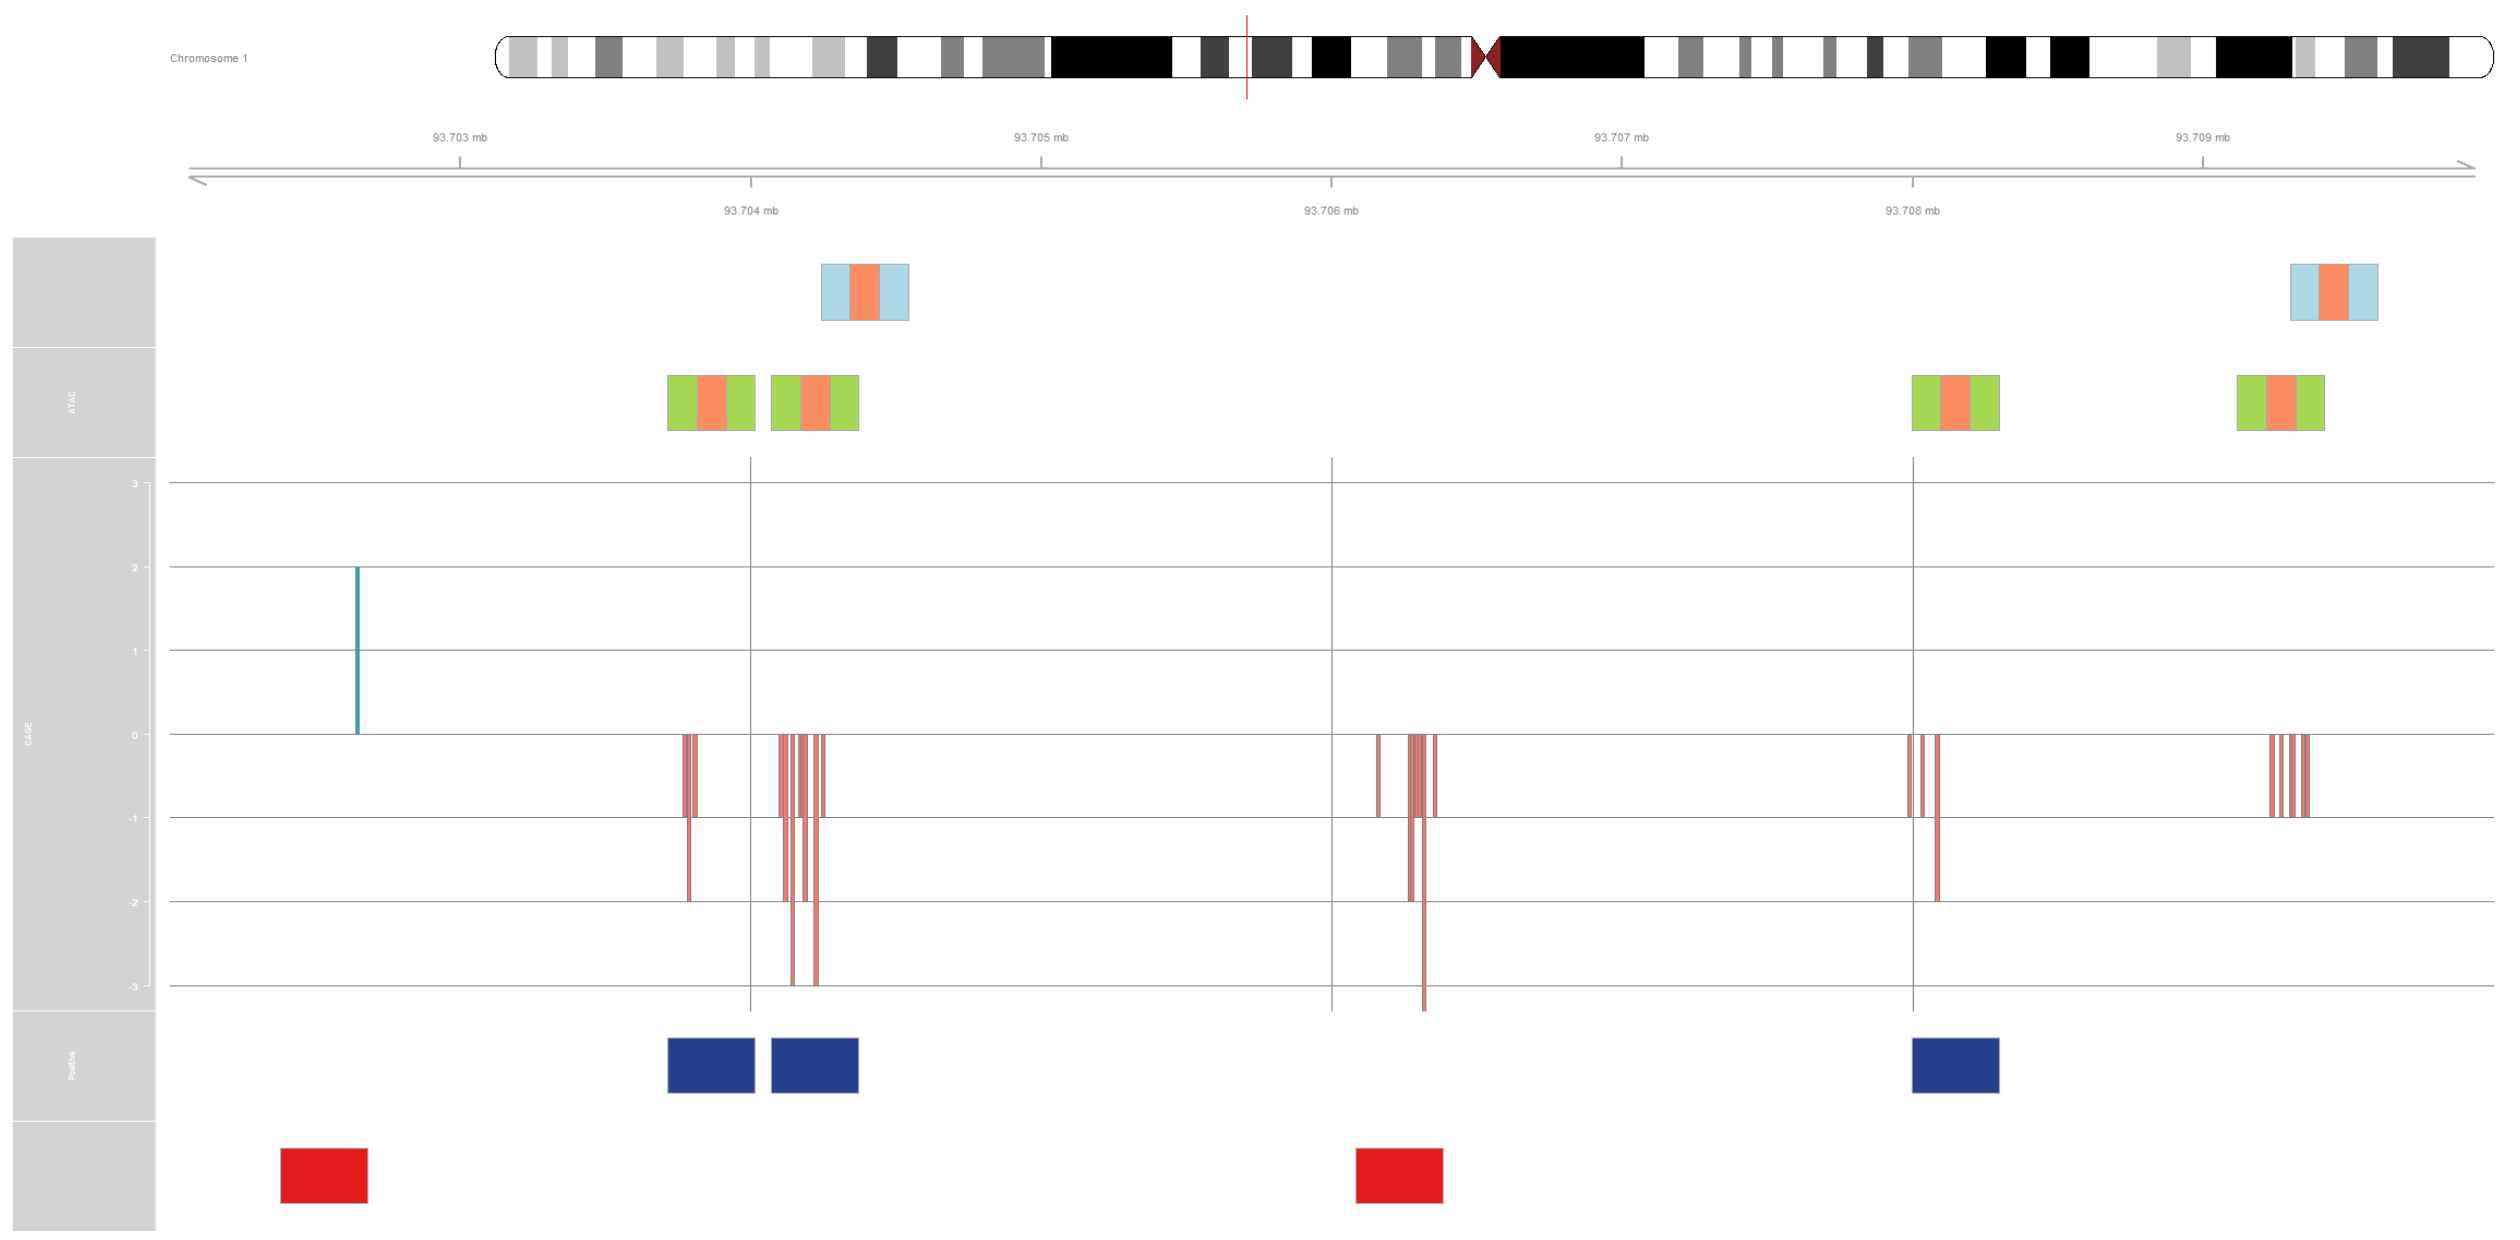 Chromosome 1
93.703 mb
93.705 mb
93.707 mb
93.709 mb
93.704 mb
93.706 mb
93.708 mb
ATAC
3
2
1
0
-1
-2
-3
CAGE
Positive